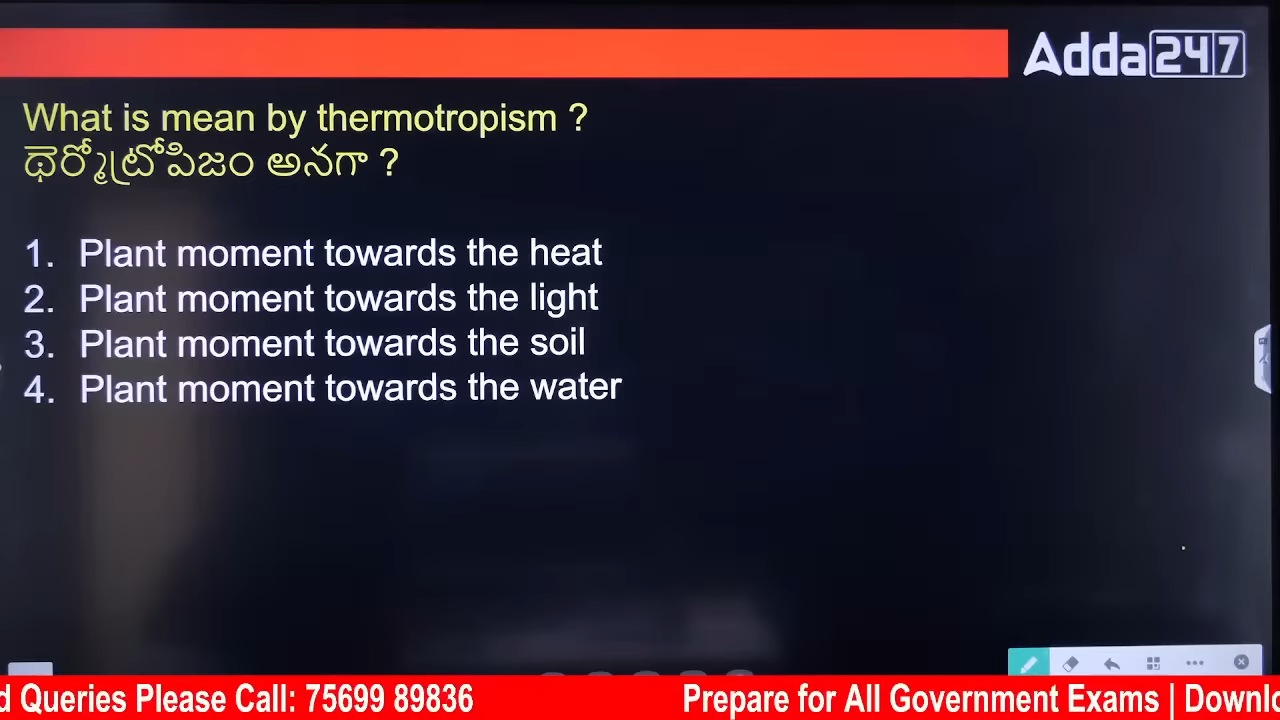 Adda247
What is mean by thermotropism ?
థెర్మోట్రోపిజం అనగా ?
1. Plant moment towards the heat
2. Plant moment towards the light
3. Plant moment towards the soil
4. Plant moment towards the water
d Queries Please Call: 75699 89836 Prepare for All Government Exams | Downlo